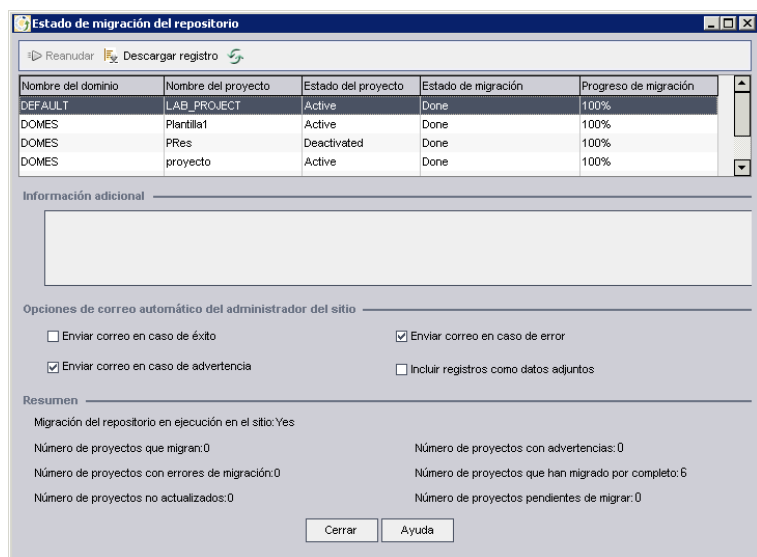 Estado de migración del repositorio
Reanudar Descargar registro
Nombre del dominio Nombre del proyecto Estado del proyecto Estado de migración Progreso de migración
DEFAULT LAB_PROJECT Active Done 100%
DOMES Plantilla1 Active Done 100%
DOMES PRes Deactivated Done 100%
DOMES proyecto Active Done 100%
Información adicional
Opciones de correo automático del administrador del sitio
Enviar correo en caso de éxito Enviar correo en caso de error
Enviar correo en caso de advertencia Incluir registros como datos adjuntos
Resumen
Migración del repositorio en ejecución en el sitio:Yes
Número de proyectos que migran:0 Número de proyectos con advertencias:0
Número de proyectos con errores de migración:0 Número de proyectos que han migrado por completo:6
Número de proyectos no actualizados:0 Número de proyectos pendientes de migrar:0
Cerrar Ayuda